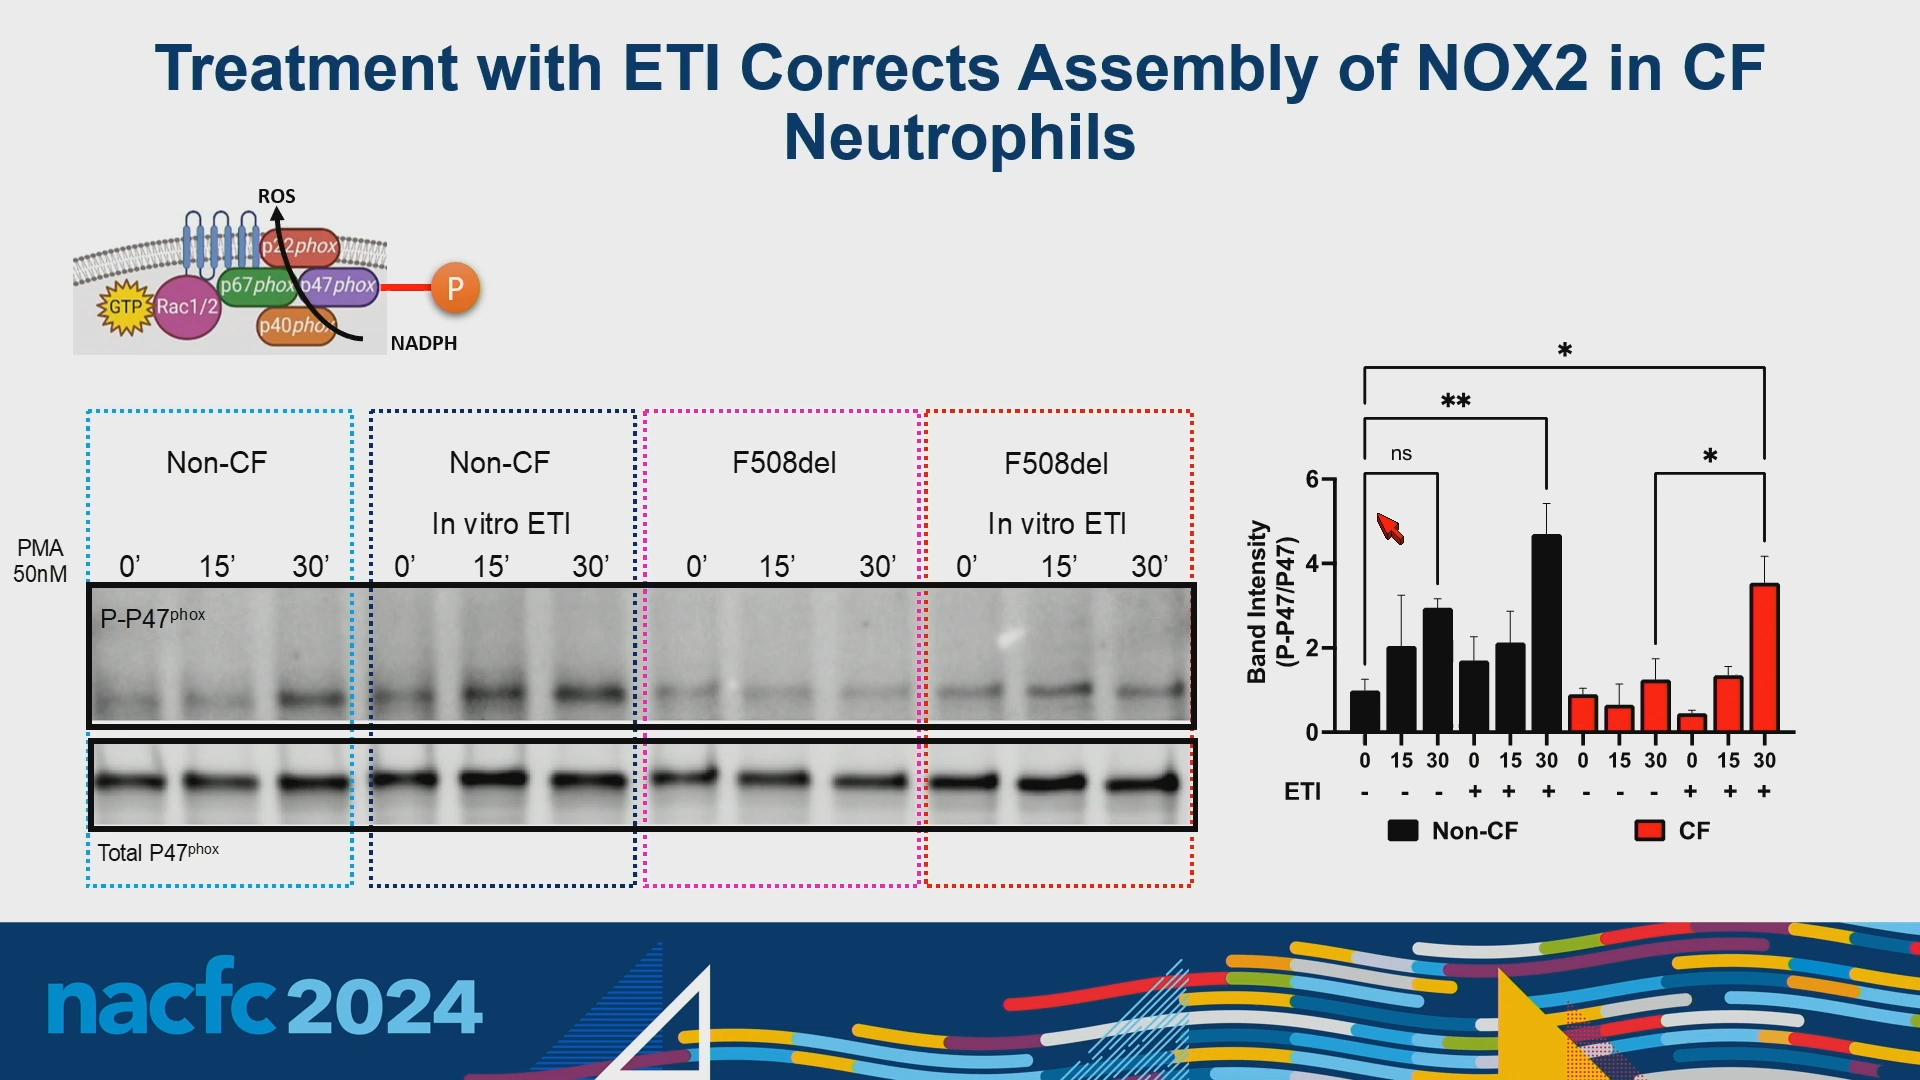 Treatment with ETI Corrects Assembly of NOX2 in CF
Neutrophils
ROS
p22phox
p67phox
p47phox
P
GTP
Rac1/2
p40phox
NADPH
Non-CF
Non-CF
F508del
F508del
In vitro ETI
In vitro ETI
PMA
50nM
0’ 15’ 30’ 0’ 15’ 30’ 0’ 15’ 30’ 0’ 15’ 30’
P-P47phox
Total P47phox
*
**
ns
*
Band Intensity
(P-P47/P47)
6
4
2
0
0 15 30 0 15 30 0 15 30 0 15 30
ETI - - - + + + - - - + + +
Non-CF
CF
nacfc 2024